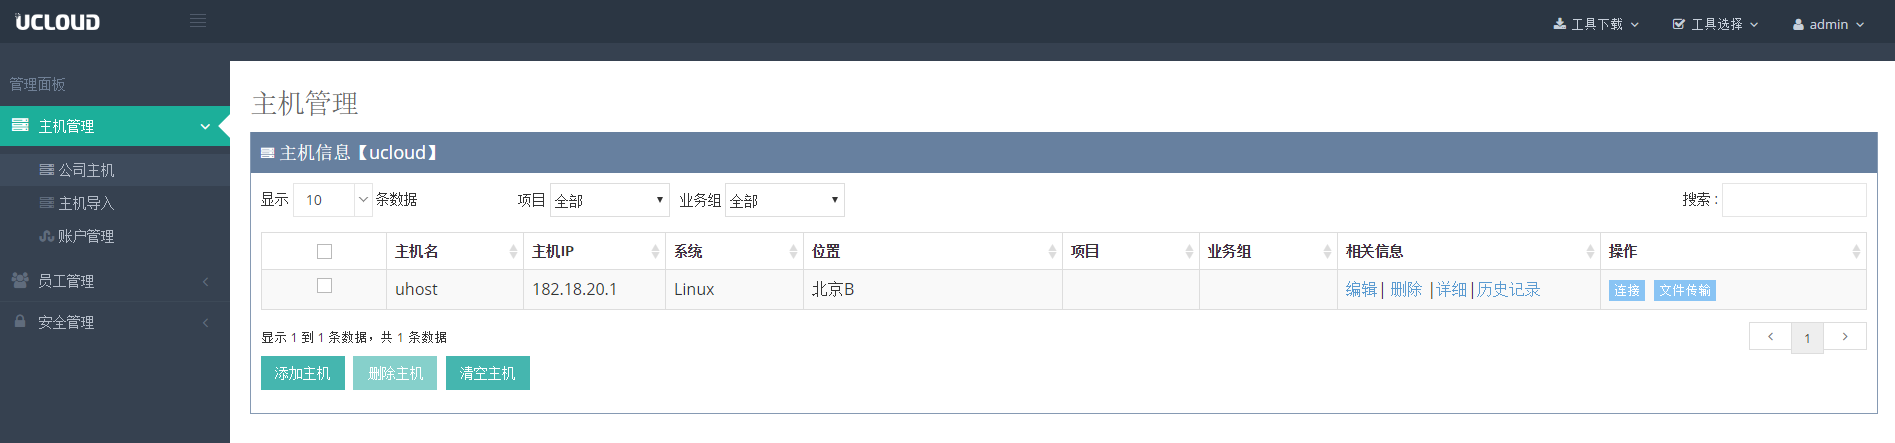 UCLOUD
工具下载 工具选择 admin
管理面板
主机管理
公司主机
主机导入
账户管理
员工管理
安全管理
主机管理
主机信息【ucloud】
显示 10 条数据 项目 全部 业务组 全部 搜索：
主机名 主机IP 系统 位置 项目 业务组 相关信息 操作
uhost 182.18.20.1 Linux 北京B 编辑| 删除 |详细|历史记录 连接 文件传输
显示 1 到 1 条数据，共 1 条数据 1
添加主机 删除主机 清空主机